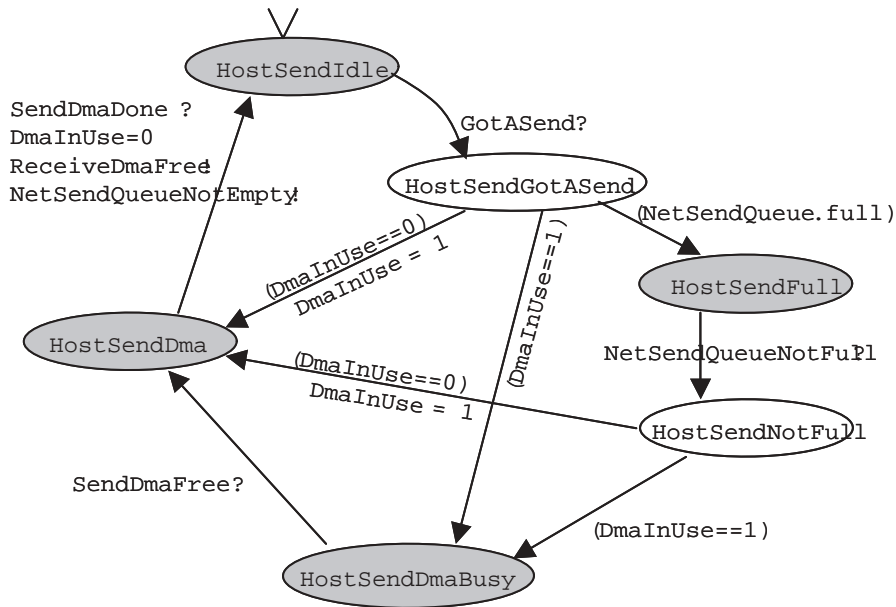 HostSendIdle
SendDmaDone ?
DmaInUse=0
ReceiveDmaFree!
NetSendQueueNotEmpty!
GotASend?
HostSendGotASend
(NetSendQueue.full)
(DmaInUse==0)
DmaInUse = 1
(DmaInUse==1)
HostSendFull
HostSendDma
NetSendQueueNotFull?
(DmaInUse==0)
DmaInUse = 1
HostSendNotFull
SendDmaFree?
(DmaInUse==1)
HostSendDmaBusy